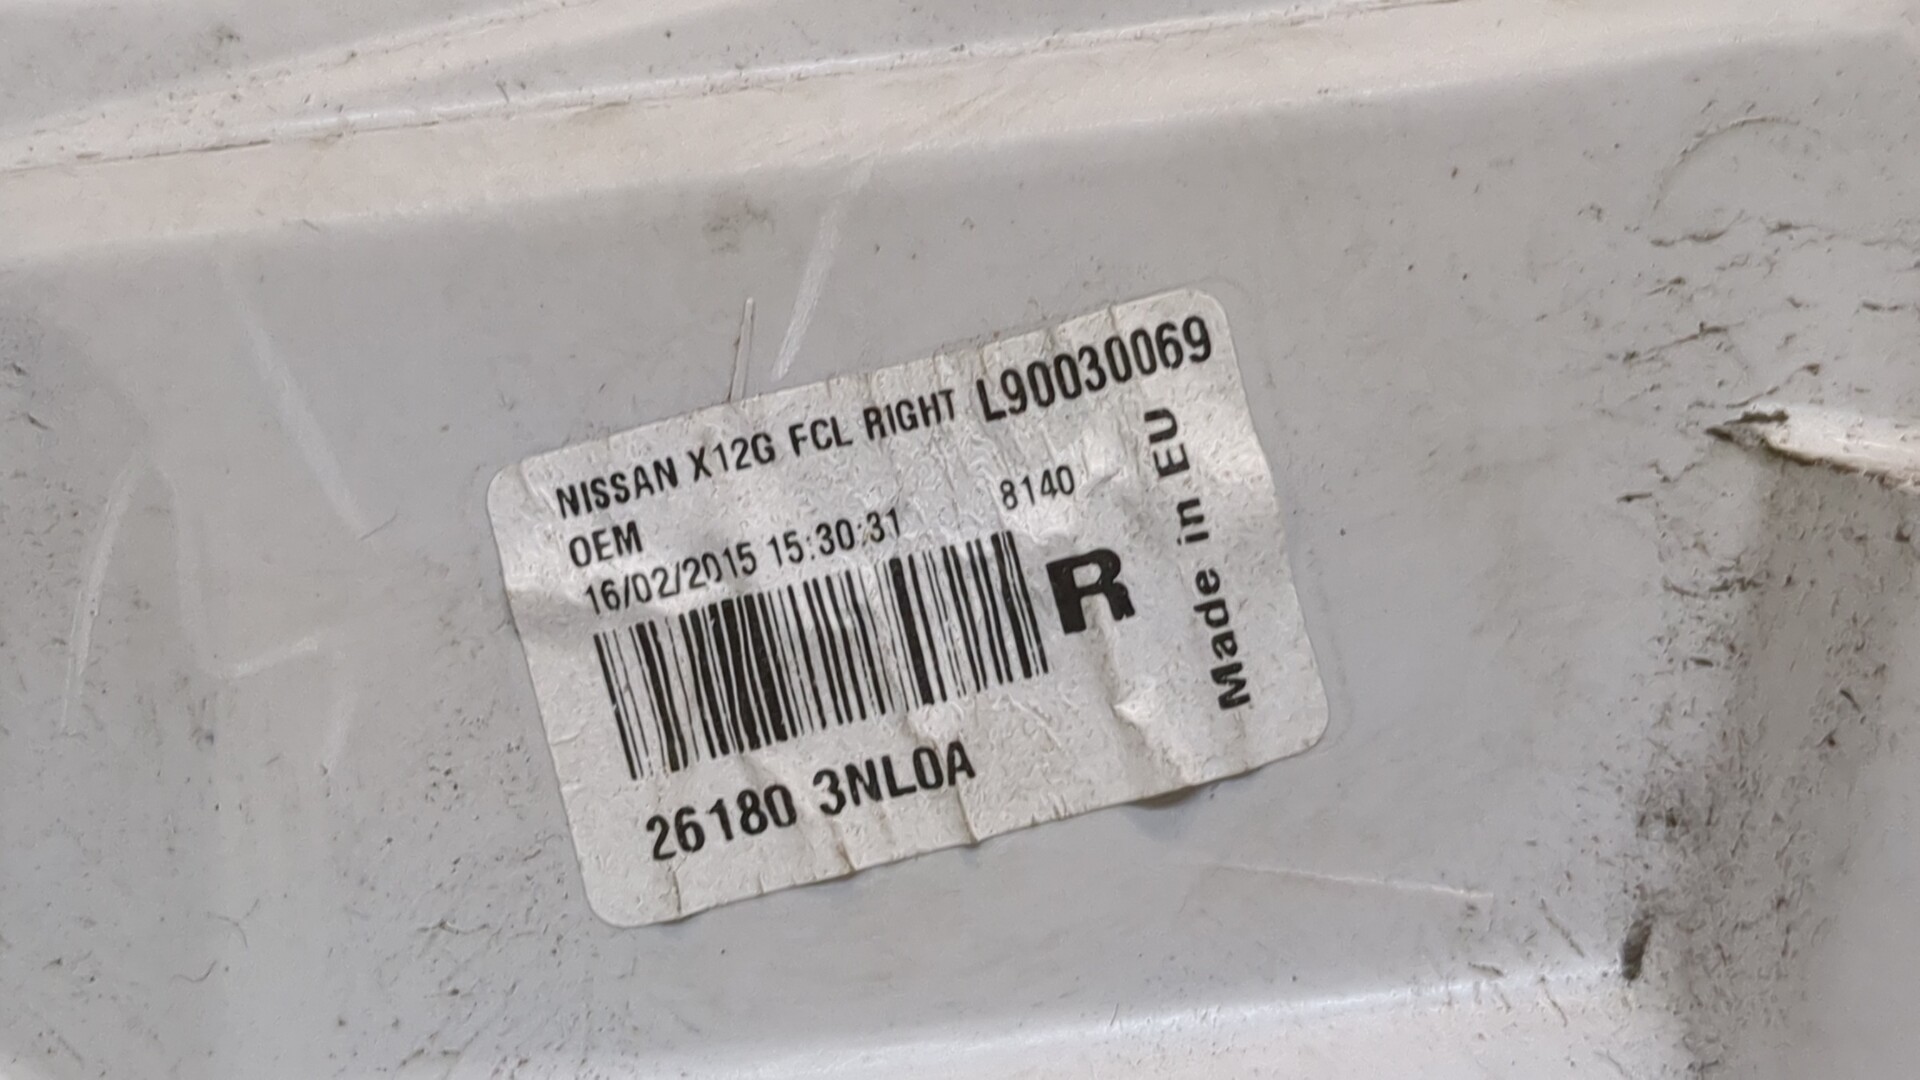 NISSAN X12G FCL RIGHT L90030069
OEM
16/02/2015 15:30:31 8140
R
Made in EU
26180 3NL0A